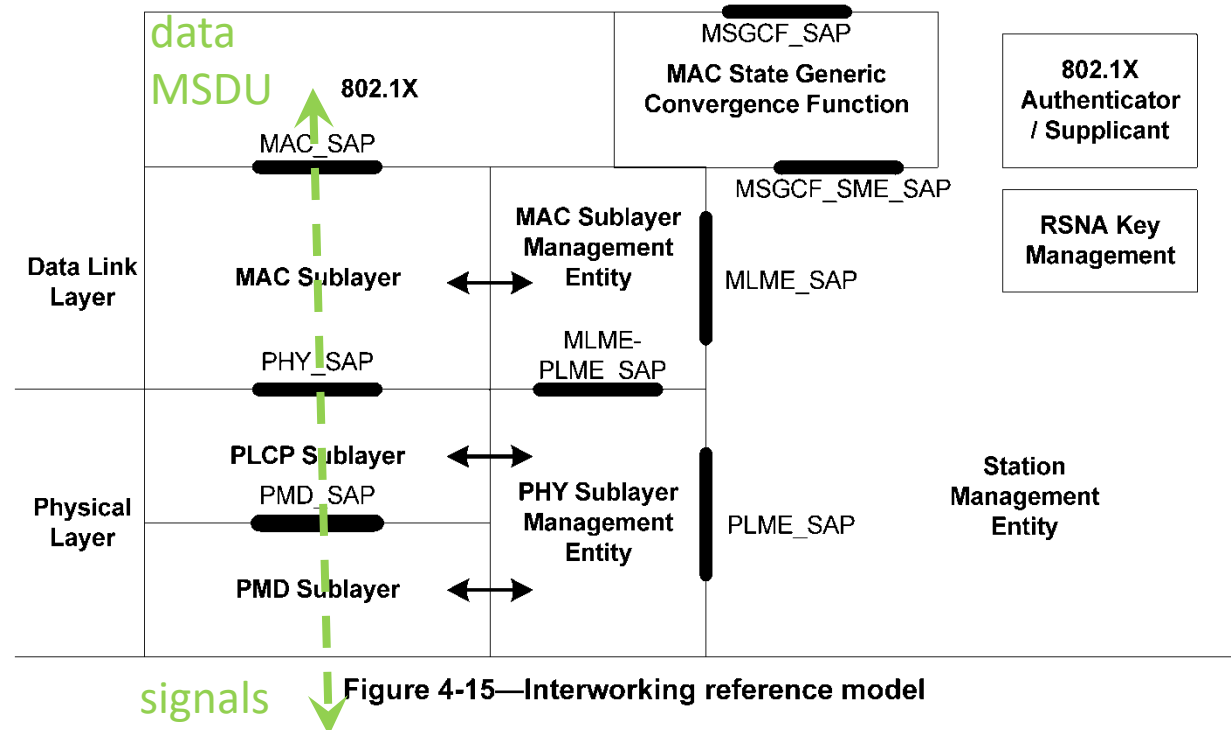 data
MSDU
802.1X
MAC_SAP
MSGCF_SAP
MAC State Generic
Convergence Function
802.1X
Authenticator
/ Supplicant
MSGCF_SME_SAP
RSNA Key
Management
Data Link
Layer
MAC Sublayer
MAC Sublayer
Management
Entity
MLME_SAP
PHY_SAP
MLME-
PLME_SAP
Physical
Layer
PLCP Sublayer
PMD_SAP
PMD Sublayer
PHY Sublayer
Management
Entity
PLME_SAP
Station
Management
Entity
signals
Figure 4-15—Interworking reference model